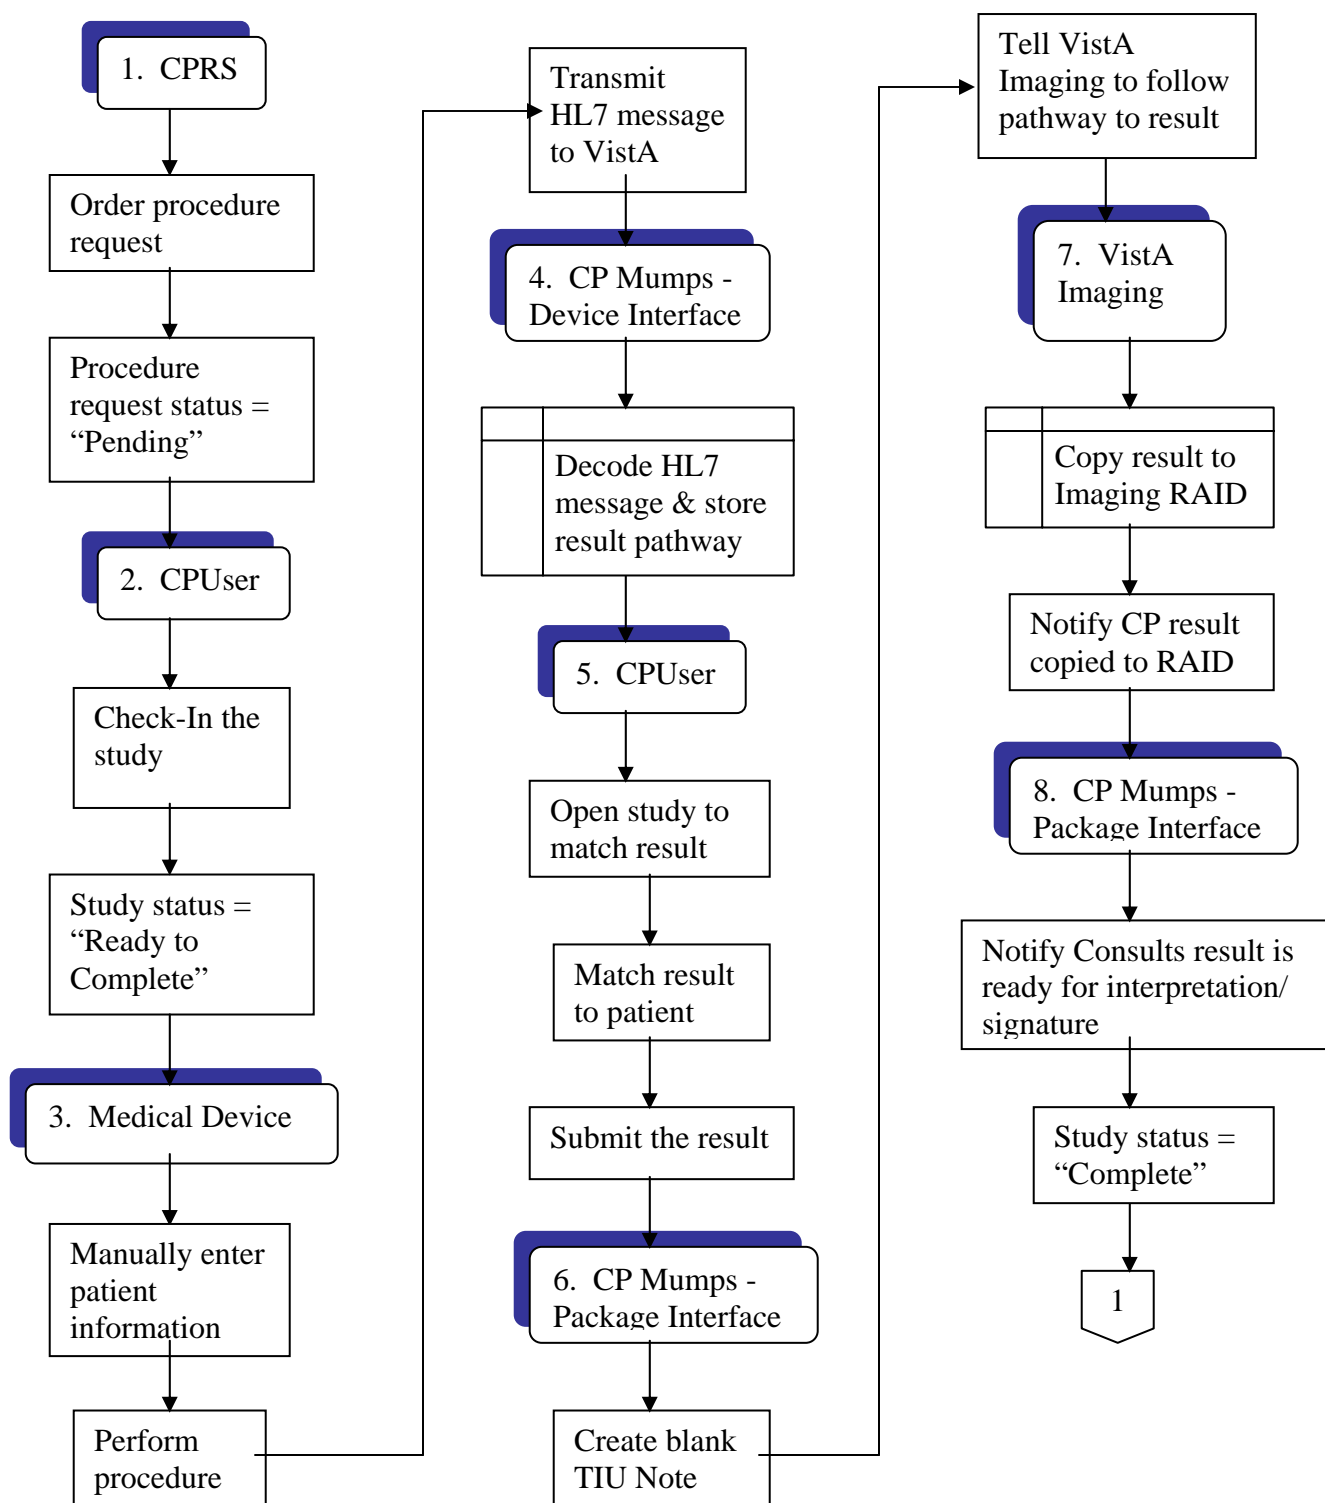 1. CPRS
Order procedure
request
Procedure
request status =
“Pending”
2. CPUser
Check-In the
study
Study status =
“Ready to
Complete”
3. Medical Device
Manually enter
patient
information
Perform
procedure
Transmit
HL7 message
to VistA
4. CP Mumps -
Device Interface
Decode HL7
message & store
result pathway
5. CPUser
Open study to
match result
Match result
to patient
Submit the result
6. CP Mumps -
Package Interface
Create blank
TIU Note
Tell VistA
Imaging to follow
pathway to result
7. VistA
Imaging
Copy result to
Imaging RAID
Notify CP result
copied to RAID
8. CP Mumps -
Package Interface
Notify Consults result is
ready for interpretation/
signature
Study status =
“Complete”
1